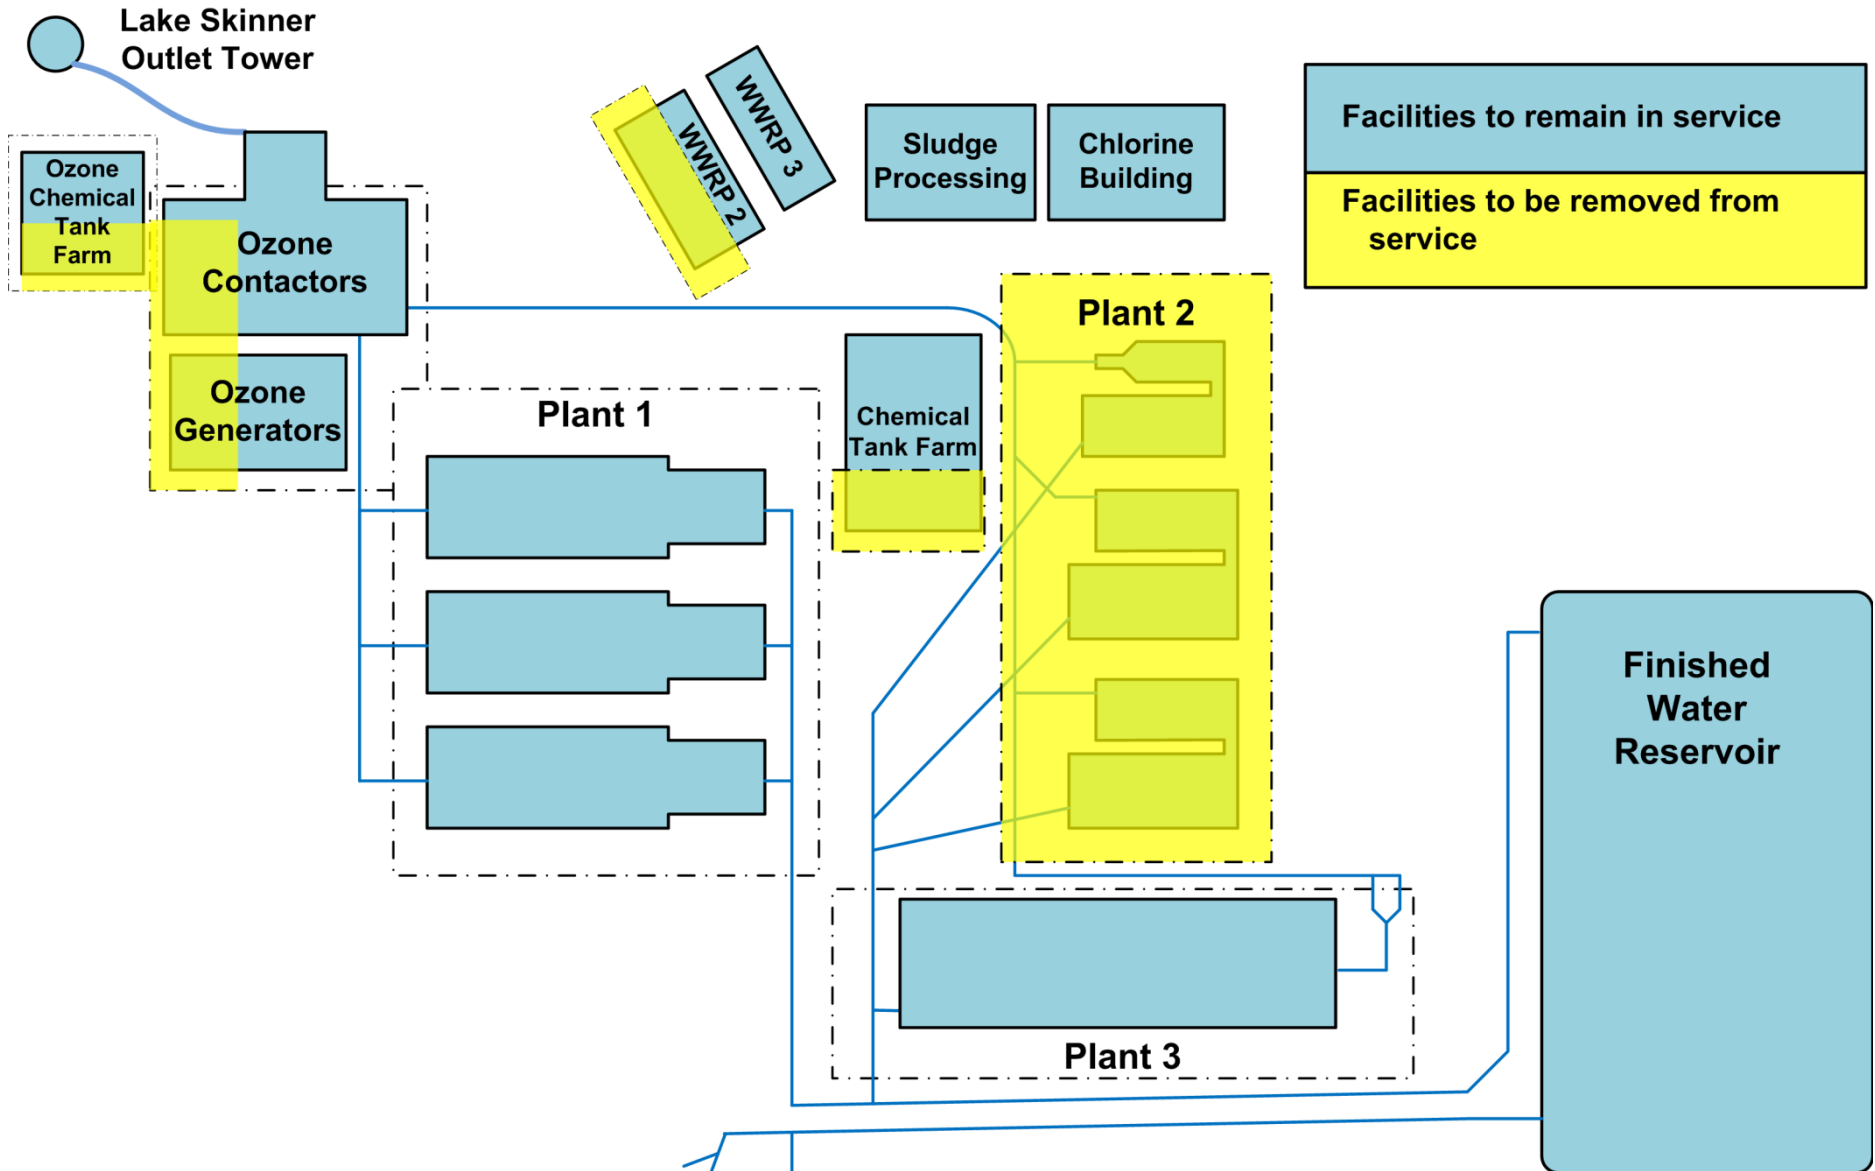 Lake Skinner
Outlet Tower
Ozone
Chemical
Tank
Farm
Ozone
Contactors
Ozone
Generators
WWRP 2
WWRP 3
Sludge
Processing
Chlorine
Building
Facilities to remain in service
Facilities to be removed from
service
Plant 1
Chemical
Tank Farm
Plant 2
Plant 3
Finished
Water
Reservoir